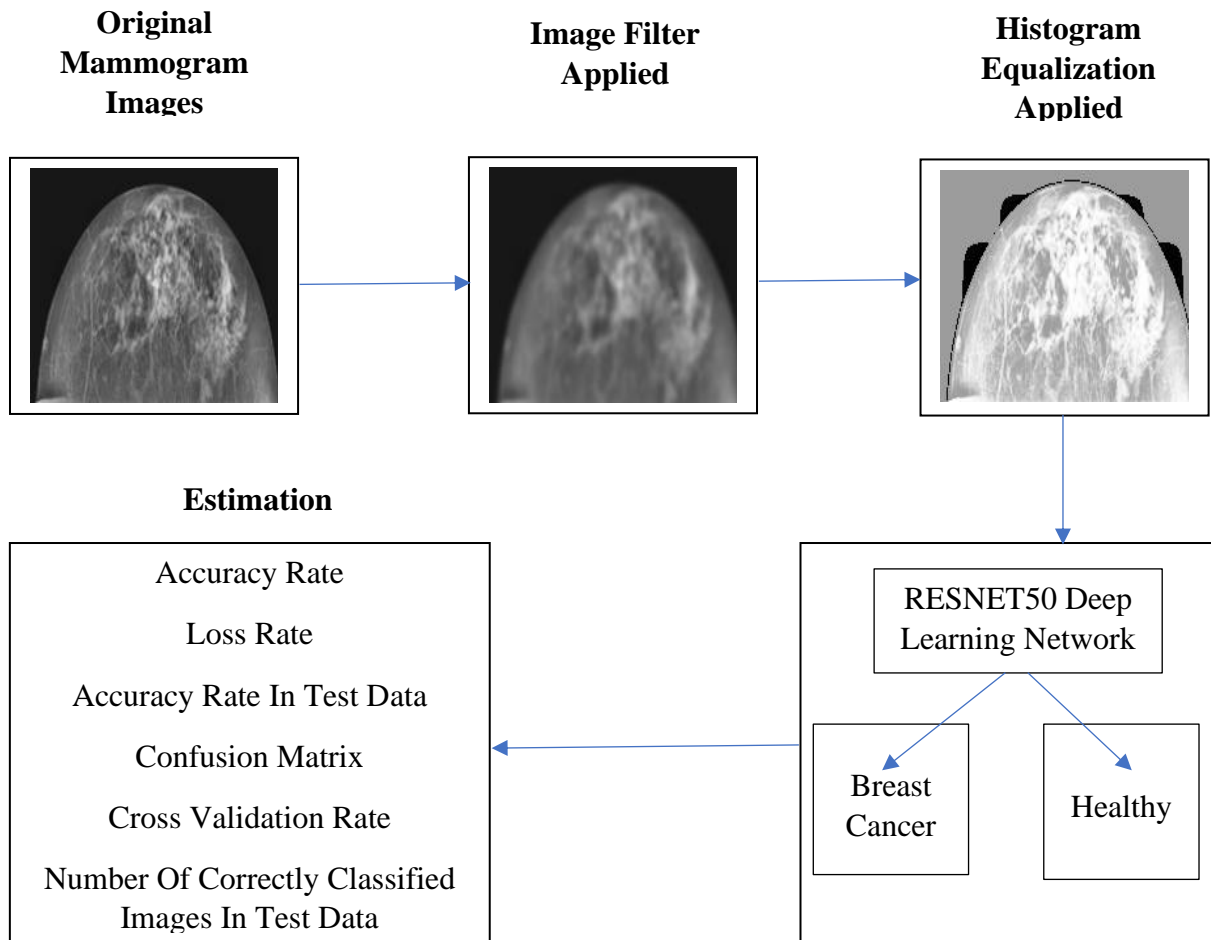 Original
Mammogram
Images
Image Filter
Applied
Histogram
Equalization
Applied
Estimation
Accuracy Rate
Loss Rate
Accuracy Rate In Test Data
Confusion Matrix
Cross Validation Rate
Number Of Correctly Classified
Images In Test Data
RESNET50 Deep
Learning Network
Breast
Cancer
Healthy